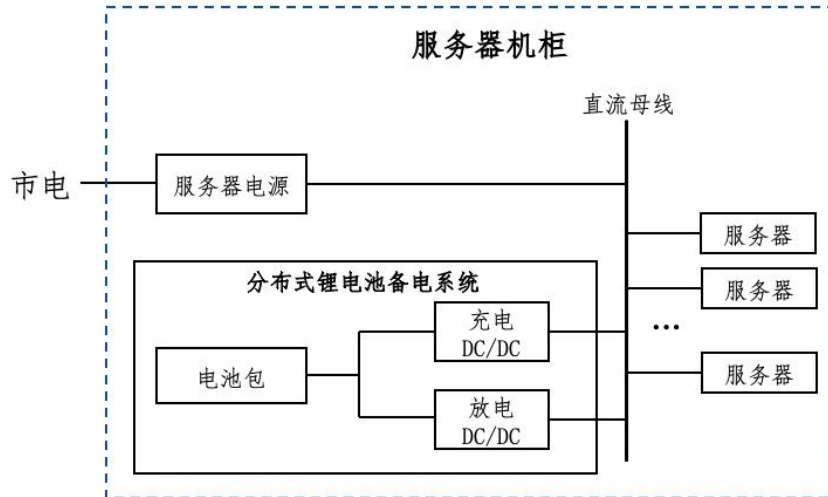 服务器机柜
直流母线
市电
服务器电源
服务器
分布式锂电池备电系统
服务器
充电
DC/DC
...
电池包
服务器
放电
DC/DC